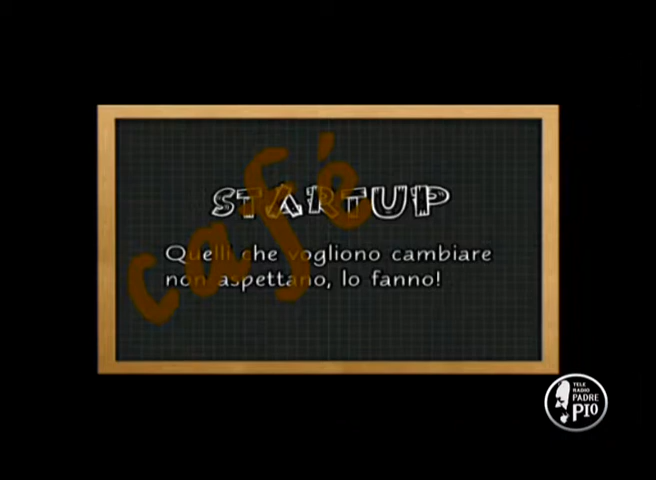 café
STARTUP
Quelli che vogliono cambiare
non aspettano, lo fanno!
TELE
RADIO
PADRE
PIO